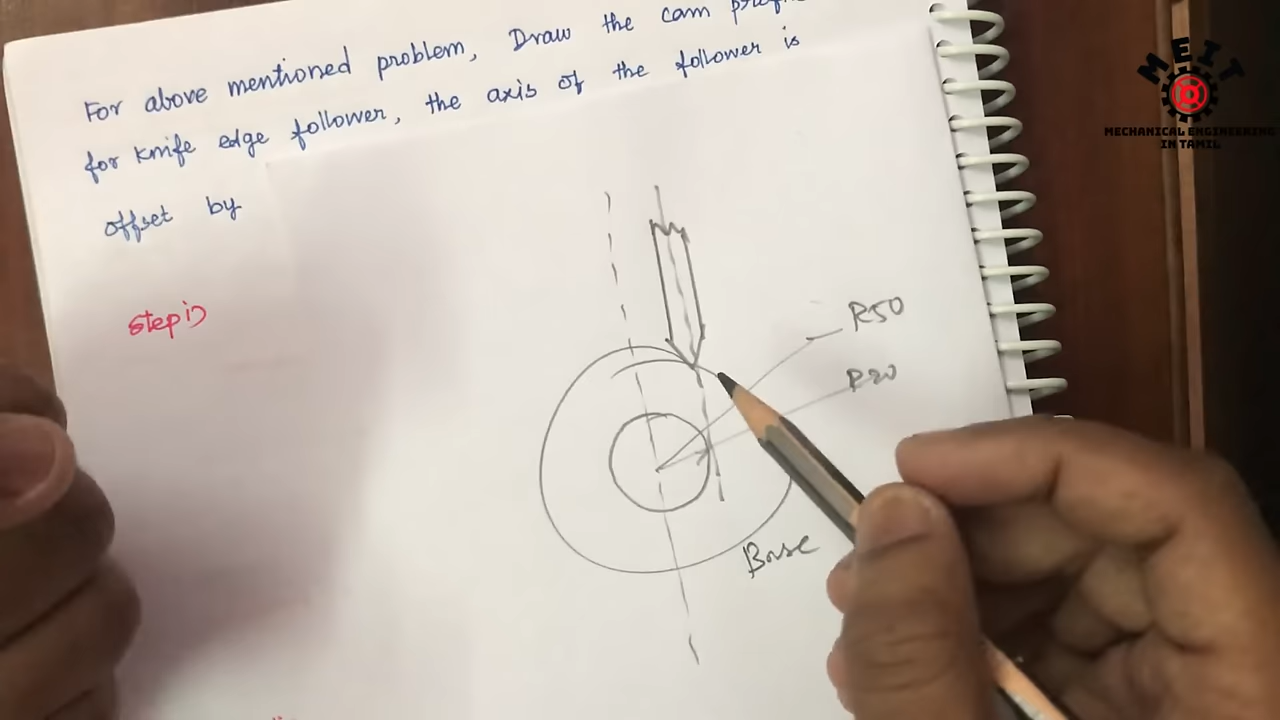 For above mentioned problem, Draw the cam
for knife edge follower, the axis of the follower is
offset by
Step i)
R50
R20
Base
MEIT
MECHANICAL ENGINEERING
IN TAMIL